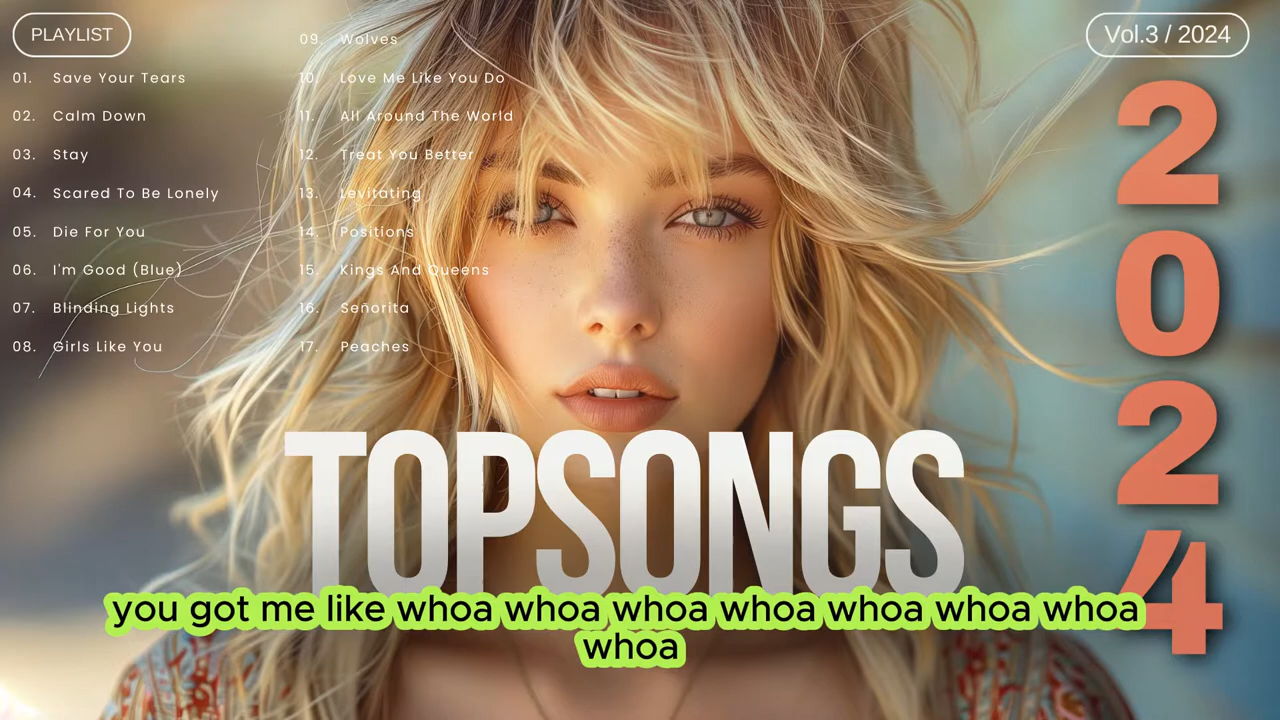 PLAYLIST
01. Save Your Tears
02. Calm Down
03. Stay
04. Scared To Be Lonely
05. Die For You
06. I'm Good (Blue)
07. Blinding Lights
08. Girls Like You
09. Wolves
10. Love Me Like You Do
11. All Around The World
12. Treat You Better
13. Levitating
14. Positions
15. Kings And Queens
16. Señorita
17. Peaches
Vol.3 / 2024
2024
TOPSONGS
you got me like whoa whoa whoa whoa whoa whoa whoa
whoa